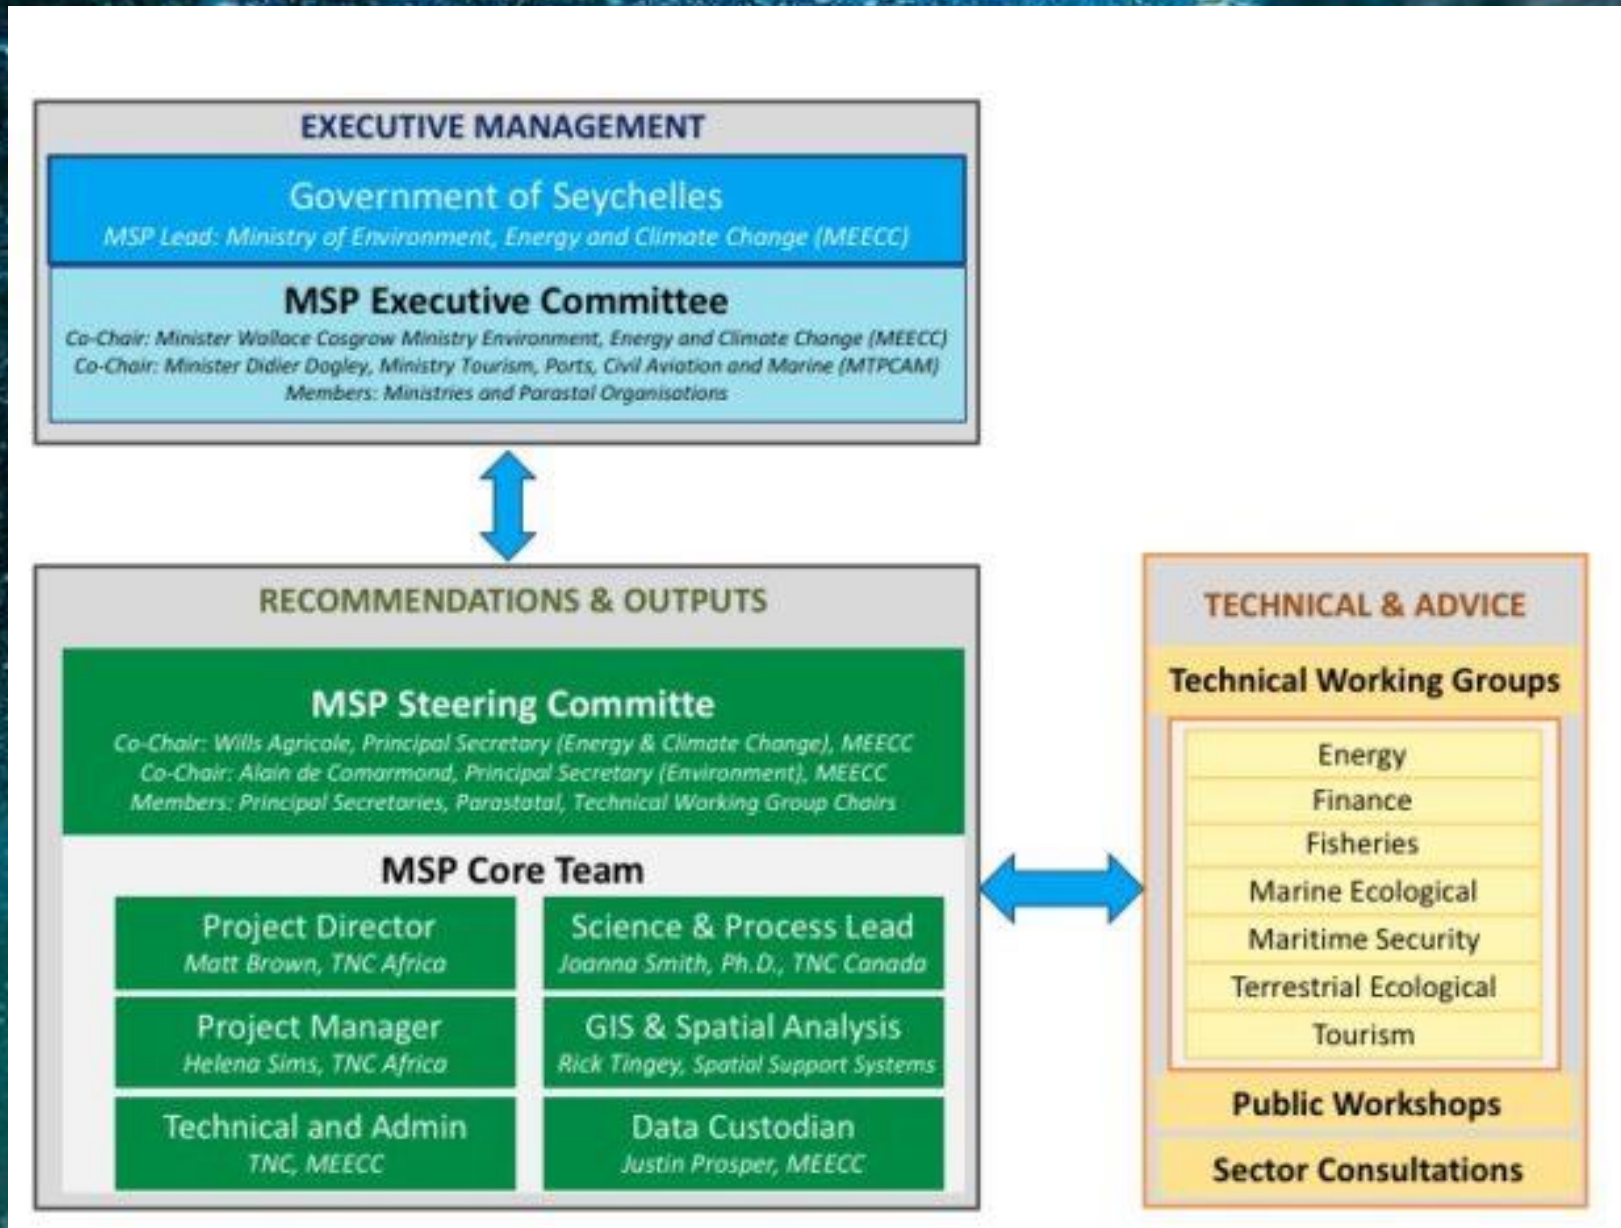 EXECUTIVE MANAGEMENT
Government of Seychelles
MSP Lead: Ministry of Environment, Energy and Climate Change (MEECC)
MSP Executive Committee
Co-Chair: Minister Wallace Cosgrow Ministry Environment, Energy and Climate Change (MEECC)
Co-Chair: Minister Didier Dogley, Ministry Tourism, Ports, Civil Aviation and Marine (MTPCAM)
Members: Ministries and Parastal Organisations
RECOMMENDATIONS & OUTPUTS
MSP Steering Committe
Co-Chair: Wills Agricole, Principal Secretary (Energy & Climate Change), MEECC
Co-Chair: Alain de Comarmond, Principal Secretary (Environment), MEECC
Members: Principal Secretaries, Parastatal, Technical Working Group Chairs
MSP Core Team
Project Director
Matt Brown, TNC Africa
Science & Process Lead
Joanna Smith, Ph.D., TNC Canada
Project Manager
Helena Sims, TNC Africa
GIS & Spatial Analysis
Rick Tingey, Spatial Support Systems
Technical and Admin
TNC, MEECC
Data Custodian
Justin Prosper, MEECC
TECHNICAL & ADVICE
Technical Working Groups
Energy
Finance
Fisheries
Marine Ecological
Maritime Security
Terrestrial Ecological
Tourism
Public Workshops
Sector Consultations